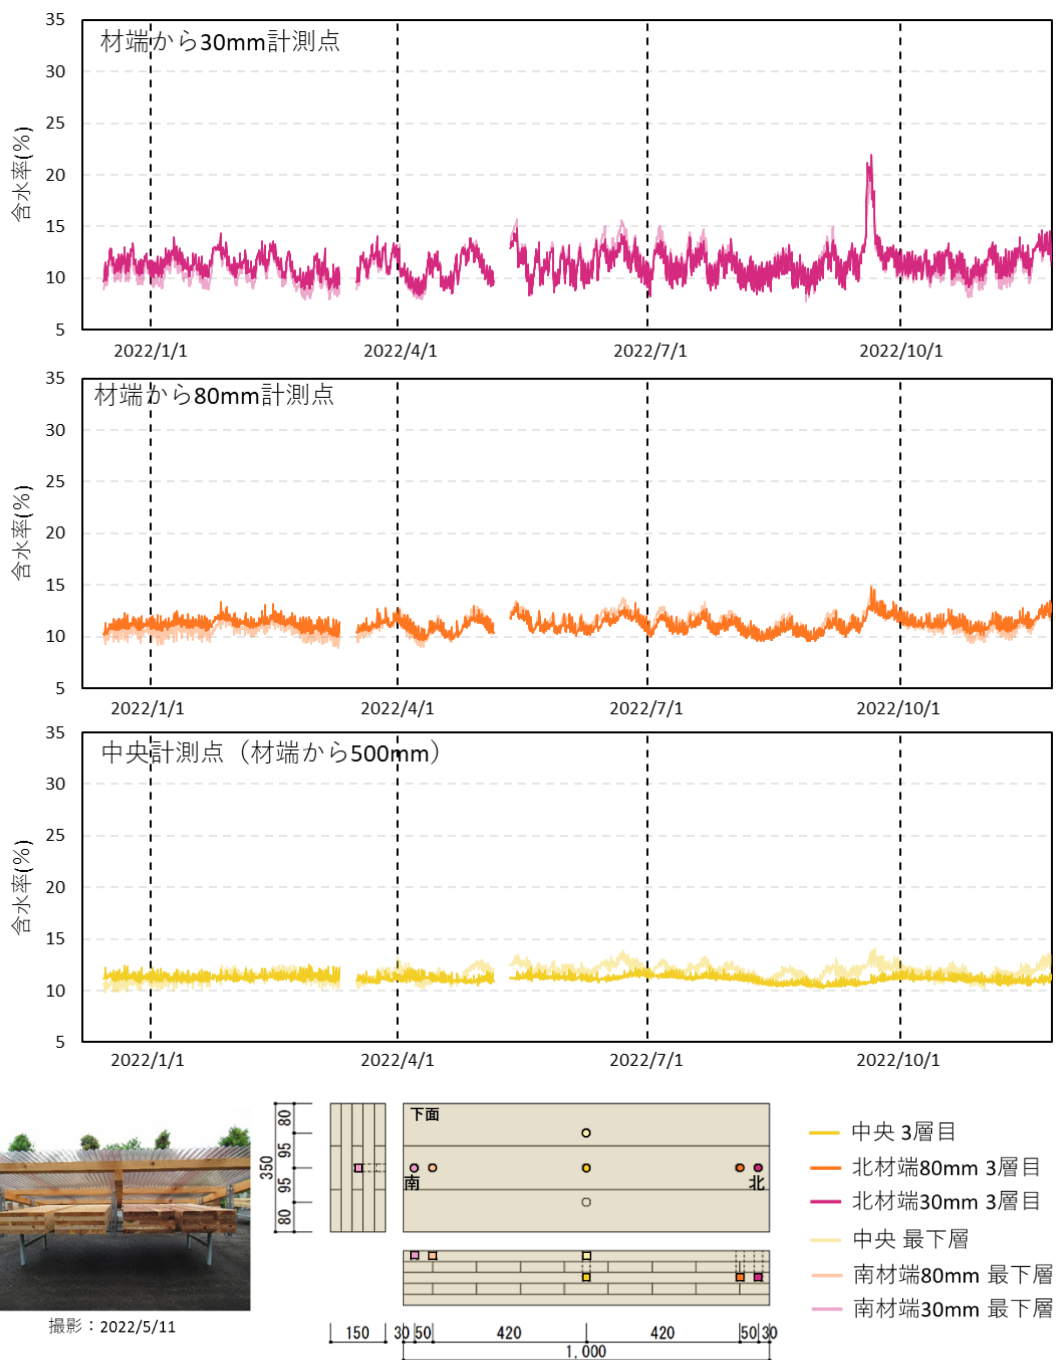 材端から30mm計測点
含水率(%)
35
30
25
20
15
10
5
2022/1/1
2022/4/1
2022/7/1
2022/10/1
材端から80mm計測点
含水率(%)
35
30
25
20
15
10
5
2022/1/1
2022/4/1
2022/7/1
2022/10/1
中央計測点（材端から500mm）
含水率(%)
35
30
25
20
15
10
5
2022/1/1
2022/4/1
2022/7/1
2022/10/1
撮影：2022/5/11
350
80
95
95
80
下面
南
北
150
30
50
420
420
50
30
1,000
中央 3層目
北材端80mm 3層目
北材端30mm 3層目
中央 最下層
南材端80mm 最下層
南材端30mm 最下層